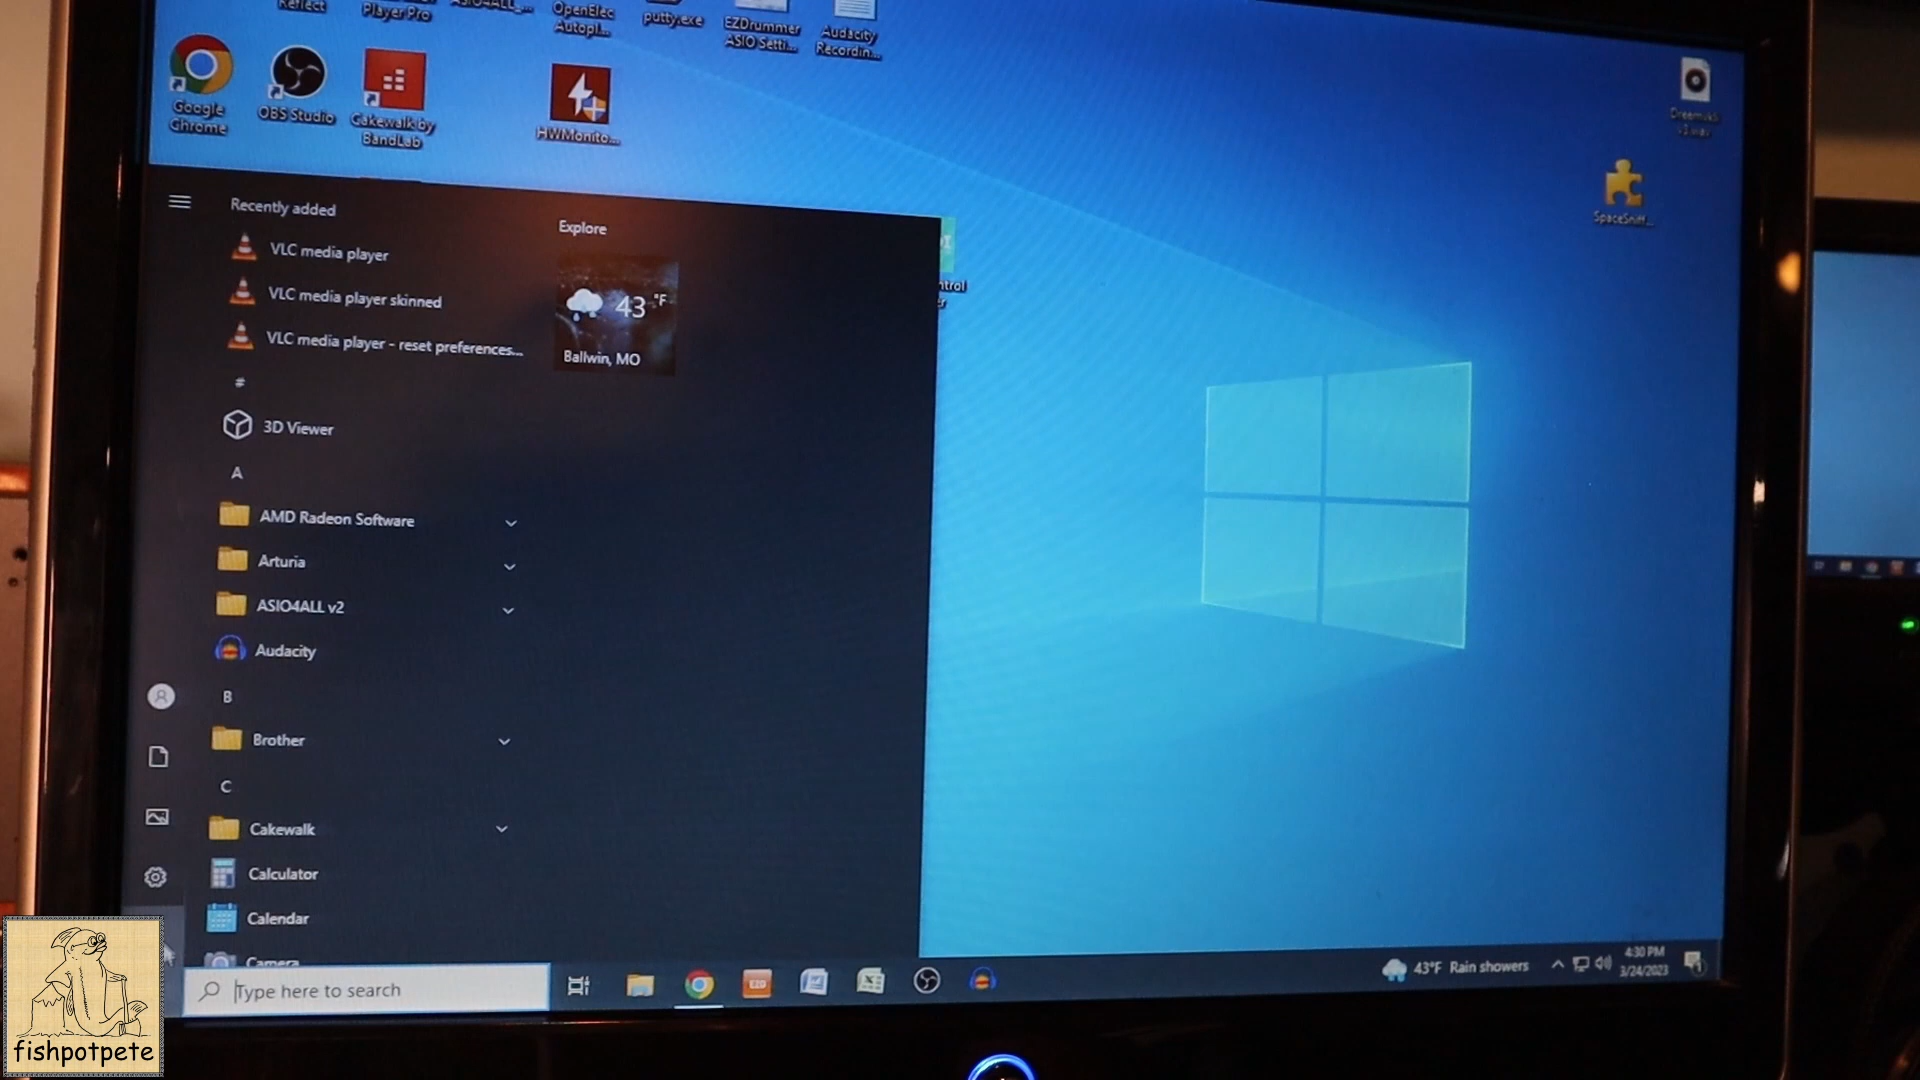 Reflect
Player Pro
OpenElec
Autopl...
putty.exe
EZDrummer
ASIO Setti...
Audacity
Recordin...
Google
Chrome
OBS Studio
Cakewalk by
BandLab
HWMonito...
SpaceSniff...
Recently added
VLC media player
VLC media player skinned
VLC media player - reset preferences...
#
3D Viewer
A
AMD Radeon Software
Arturia
ASIO4ALL v2
Audacity
B
Brother
C
Cakewalk
Calculator
Calendar
Camera
Explore
43 °F
Ballwin, MO
Type here to search
EZD
43°F Rain showers
4:30 PM
3/24/2023
fishpotpete